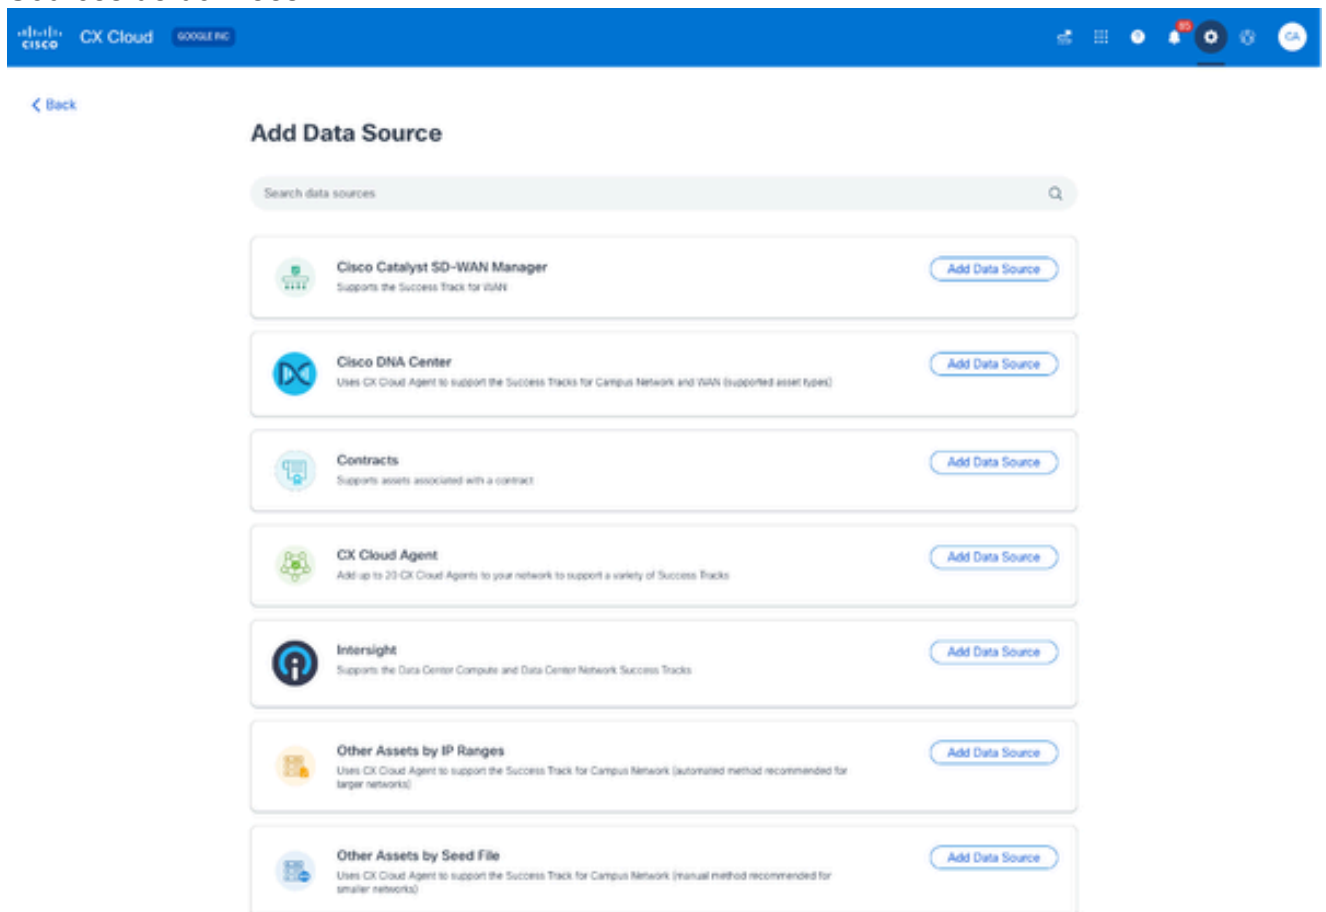 CISCO CX Cloud GOOGLE INC 85 CA
Back
Add Data Source
Search data sources
Cisco Catalyst SD-WAN Manager
Add Data Source
Supports the Success Track for WAN
Cisco DNA Center
Add Data Source
Uses CX Cloud Agent to support the Success Tracks for Campus Network and WAN (supported asset types)
Contracts
Add Data Source
Supports assets associated with a contract
CX Cloud Agent
Add Data Source
Add up to 20 CX Cloud Agents to your network to support a variety of Success Tracks
Intersight
Add Data Source
Supports the Data Center Compute and Data Center Network Success Tracks
Other Assets by IP Ranges
Add Data Source
Uses CX Cloud Agent to support the Success Track for Campus Network (automated method recommended for
larger networks)
Other Assets by Seed File
Add Data Source
Uses CX Cloud Agent to support the Success Track for Campus Network (manual method recommended for
smaller networks)